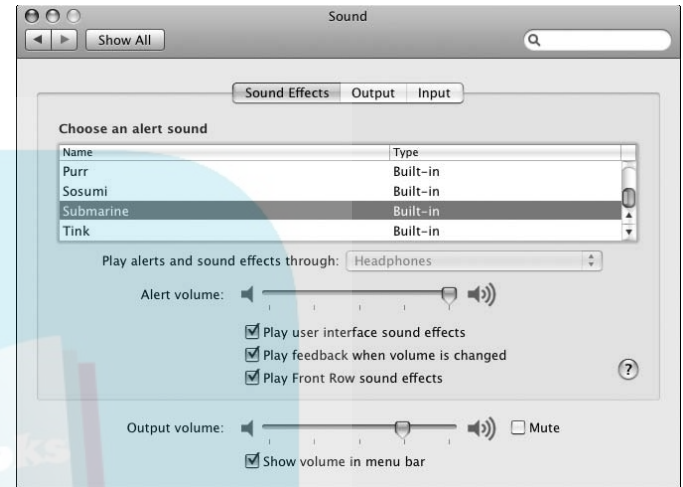 Sound
Show All
Sound Effects Output Input
Choose an alert sound
Name Type
Purr Built-in
Sosumi Built-in
Submarine Built-in
Tink Built-in
Play alerts and sound effects through: Headphones
Alert volume:
Play user interface sound effects
Play feedback when volume is changed
Play Front Row sound effects
?
Output volume: Mute
Show volume in menu bar